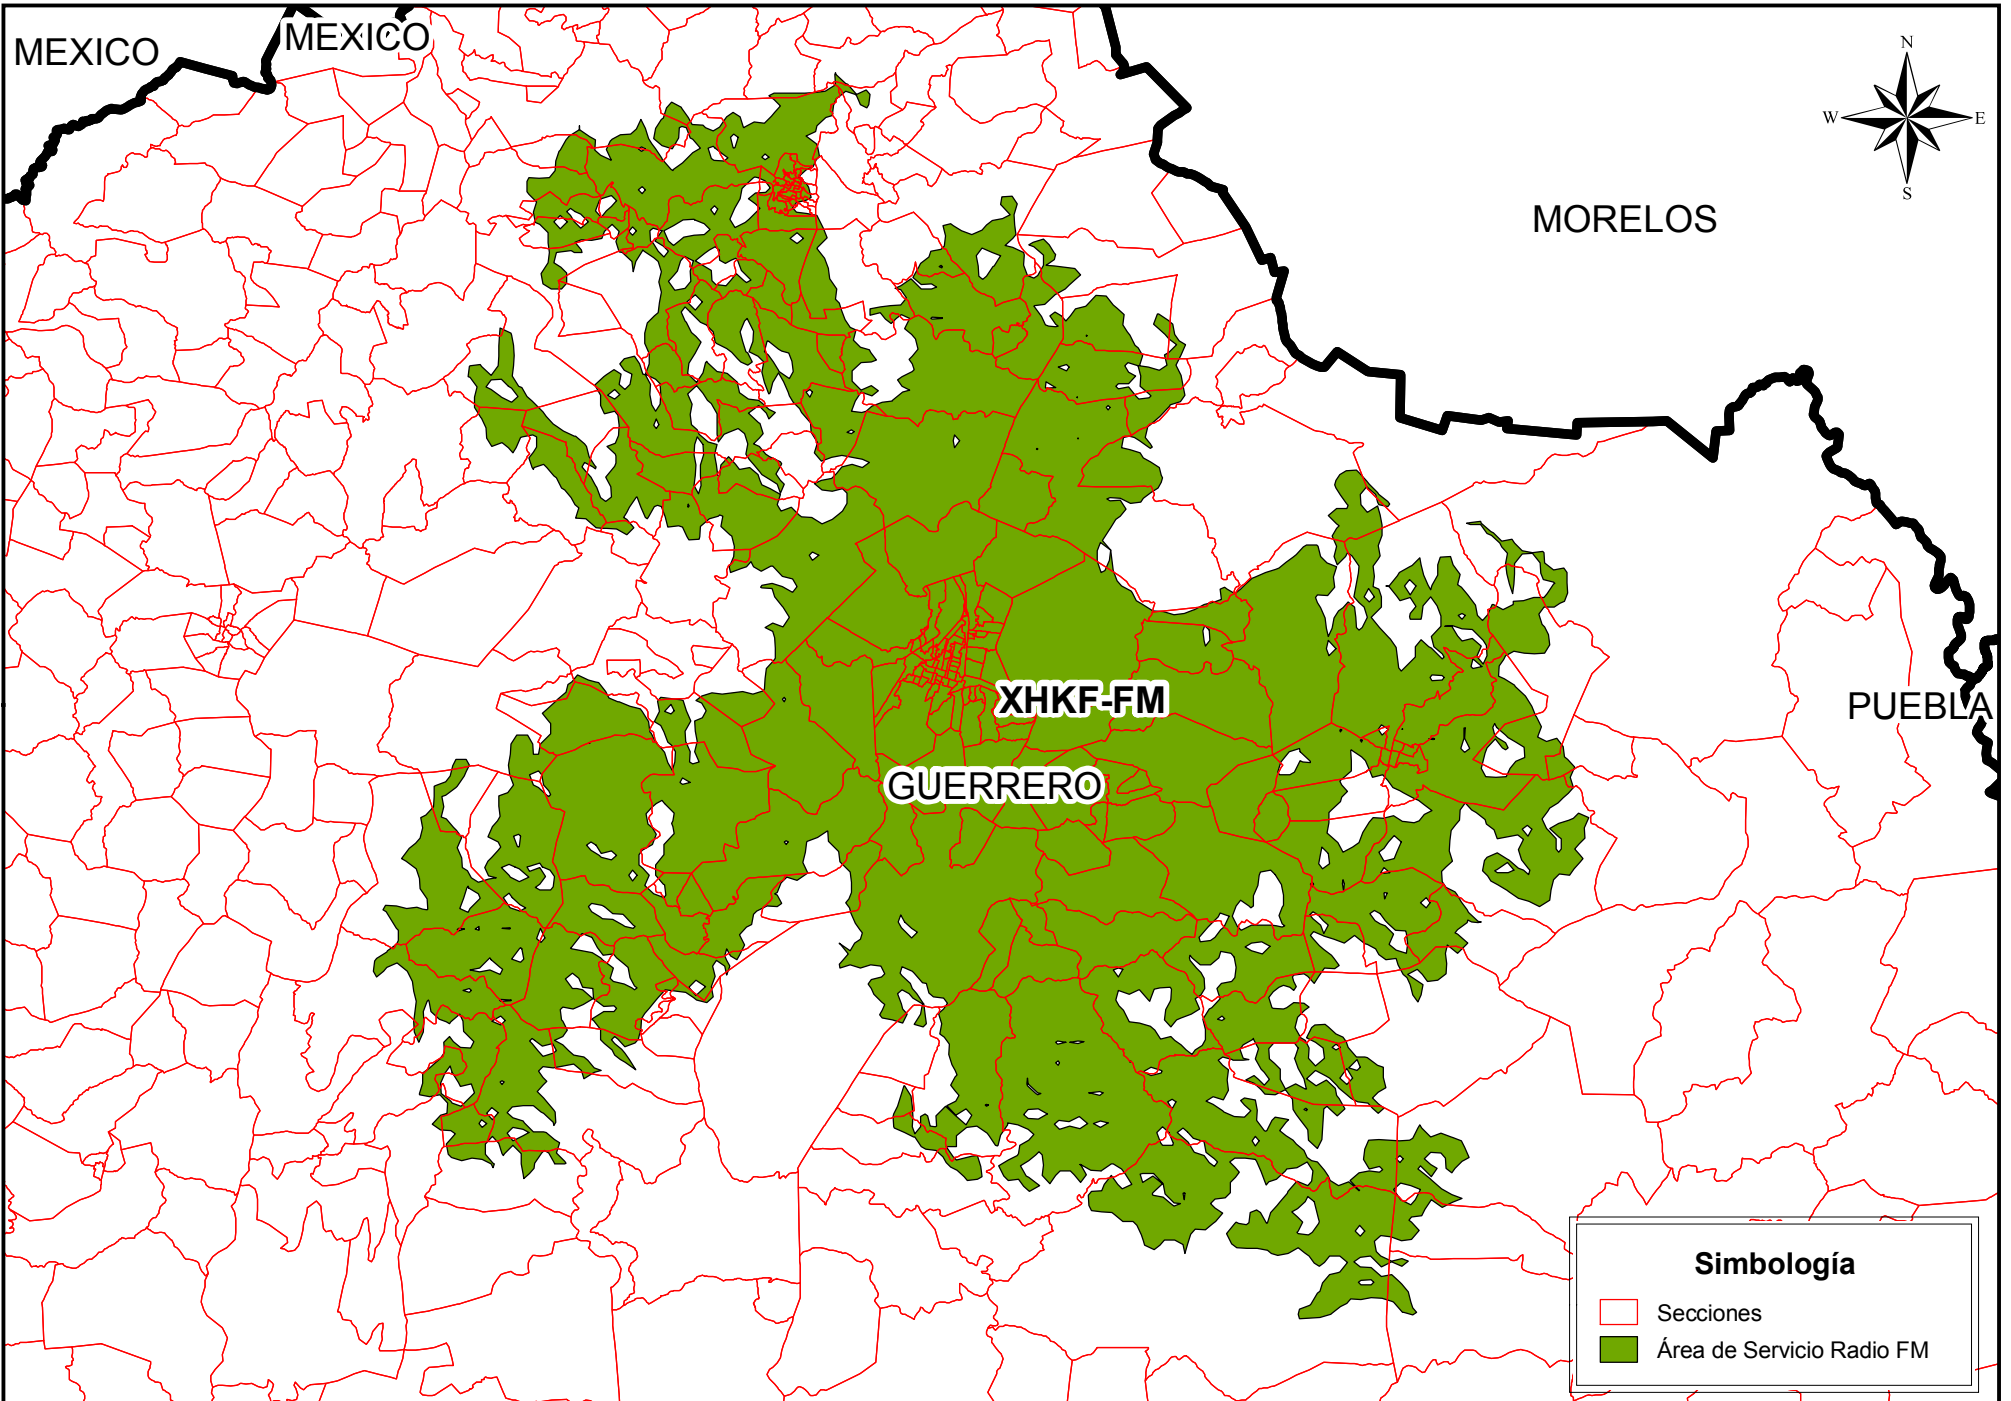 MEXICO
MEXICO
N
W
E
S
MORELOS
XHKF-FM
PUEBLA
GUERRERO
Simbología
Secciones
Área de Servicio Radio FM